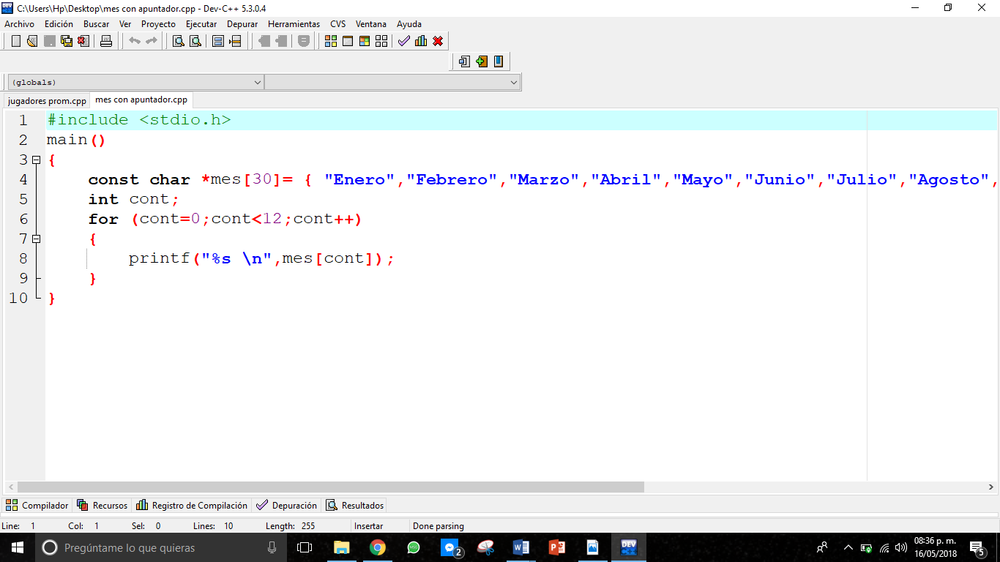 C:\Users\Hp\Desktop\mes con apuntador.cpp - Dev-C++ 5.3.0.4
Archivo Edición Buscar Ver Proyecto Ejecutar Depurar Herramientas CVS Ventana Ayuda
(globals)
jugadores prom.cpp mes con apuntador.cpp
1 #include <stdio.h>
2 main()
3 {
4 const char *mes[30]= { "Enero","Febrero","Marzo","Abril","Mayo","Junio","Julio","Agosto",
5 int cont;
6 for (cont=0;cont<12;cont++)
7 {
8 printf("%s \n",mes[cont]);
9 }
10 }
Compilador Recursos Registro de Compilación Depuración Resultados
Line: 1 Col: 1 Sel: 0 Lines: 10 Length: 255 Insertar Done parsing
Pregúntame lo que quieras 2 DEV 08:36 p. m.
16/05/2018 5